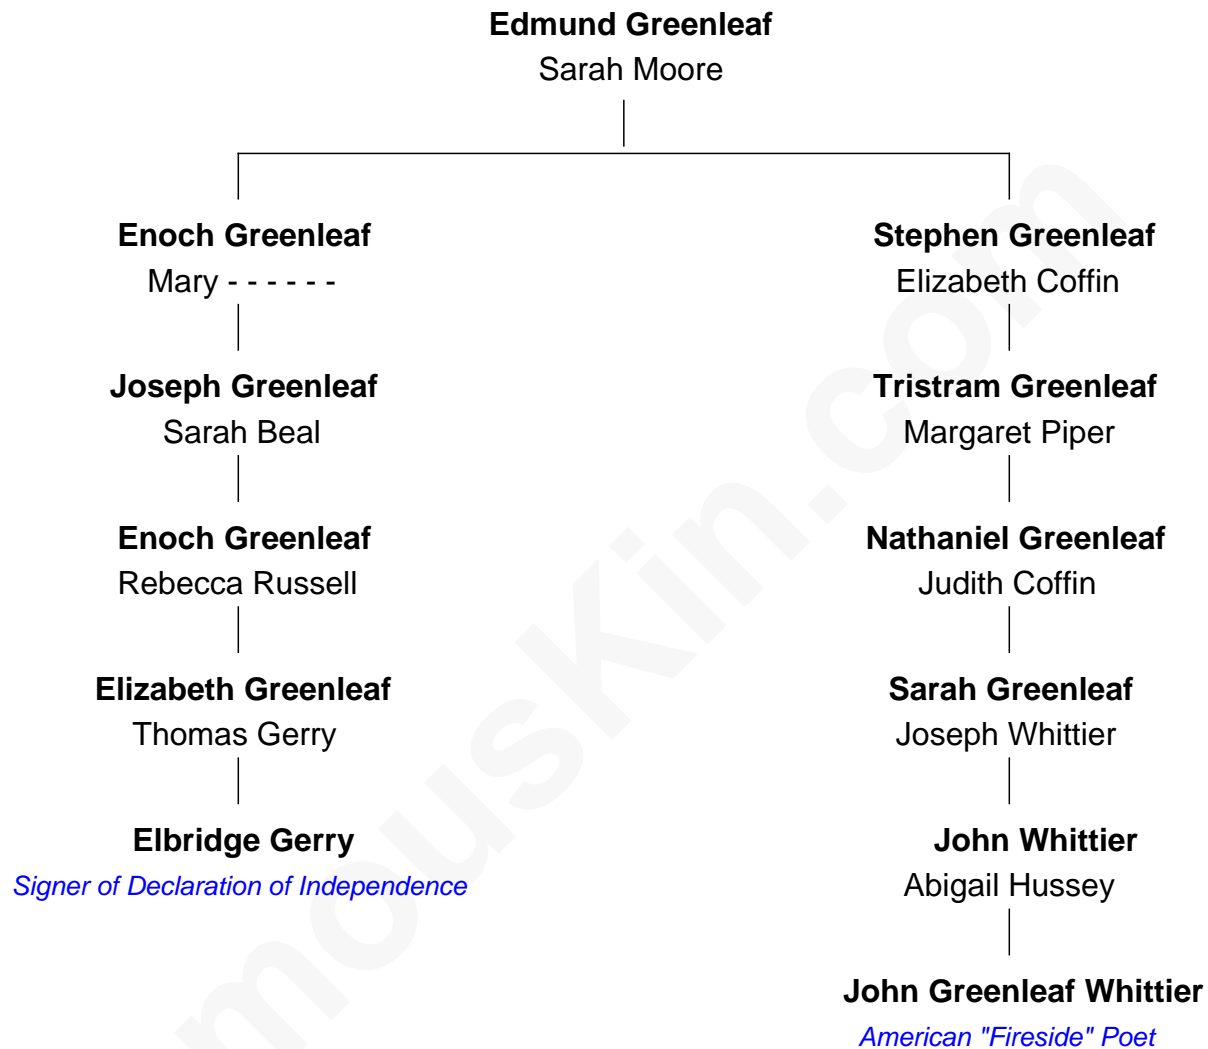 Edmund Greenleaf
Sarah Moore
Enoch Greenleaf
Mary - - - - - -
Joseph Greenleaf
Sarah Beal
Enoch Greenleaf
Rebecca Russell
Elizabeth Greenleaf
Thomas Gerry
Elbridge Gerry
Signer of Declaration of Independence
Stephen Greenleaf
Elizabeth Coffin
Tristram Greenleaf
Margaret Piper
Nathaniel Greenleaf
Judith Coffin
Sarah Greenleaf
Joseph Whittier
John Whittier
Abigail Hussey
John Greenleaf Whittier
American "Fireside" Poet
mouskin.com